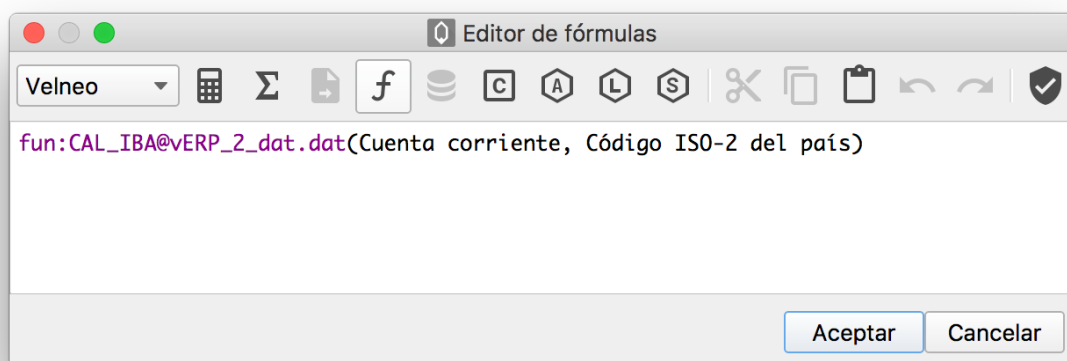 Editor de fórmulas
Velneo
fun:CAL_IBA@vERP_2_dat.dat(Cuenta corriente, Código ISO-2 del país)
Aceptar Cancelar